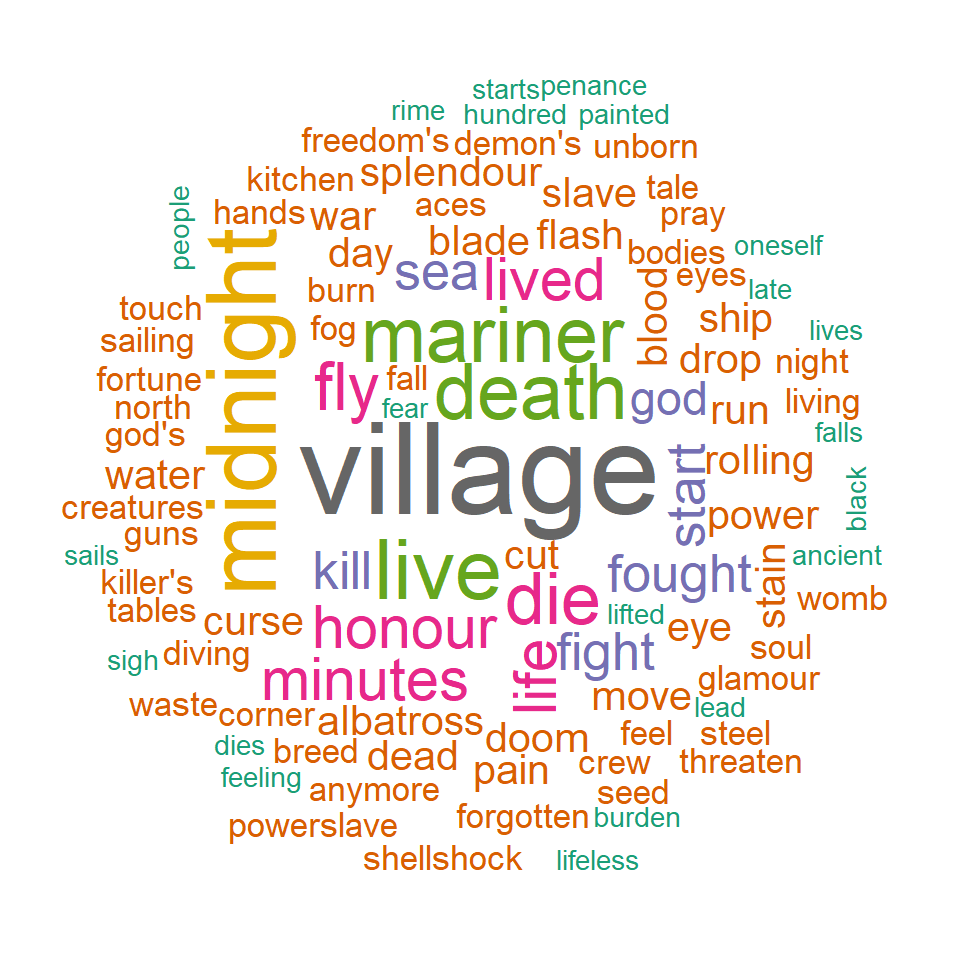 starts penance
rime hundred painted
freedom's demon's unborn
kitchen splendour slave tale
people hands war aces blade flash pray
day sea lived bodies oneself
midnight burn blood eyes late
touch fog mariner ship lives
sailing fly fall death drop night
fortune fear god run living
north village falls
god's start rolling
water power black
creatures
guns cut
sails kill live fought stain ancient
killer's die womb
tables honour lifted
curse life fight eye
sigh diving minutes soul
move glamour
waste corner albatross lead
dies breed dead doom feel steel
feeling pain crew threaten
anymore seed
powerslave forgotten burden
shellshock lifeless